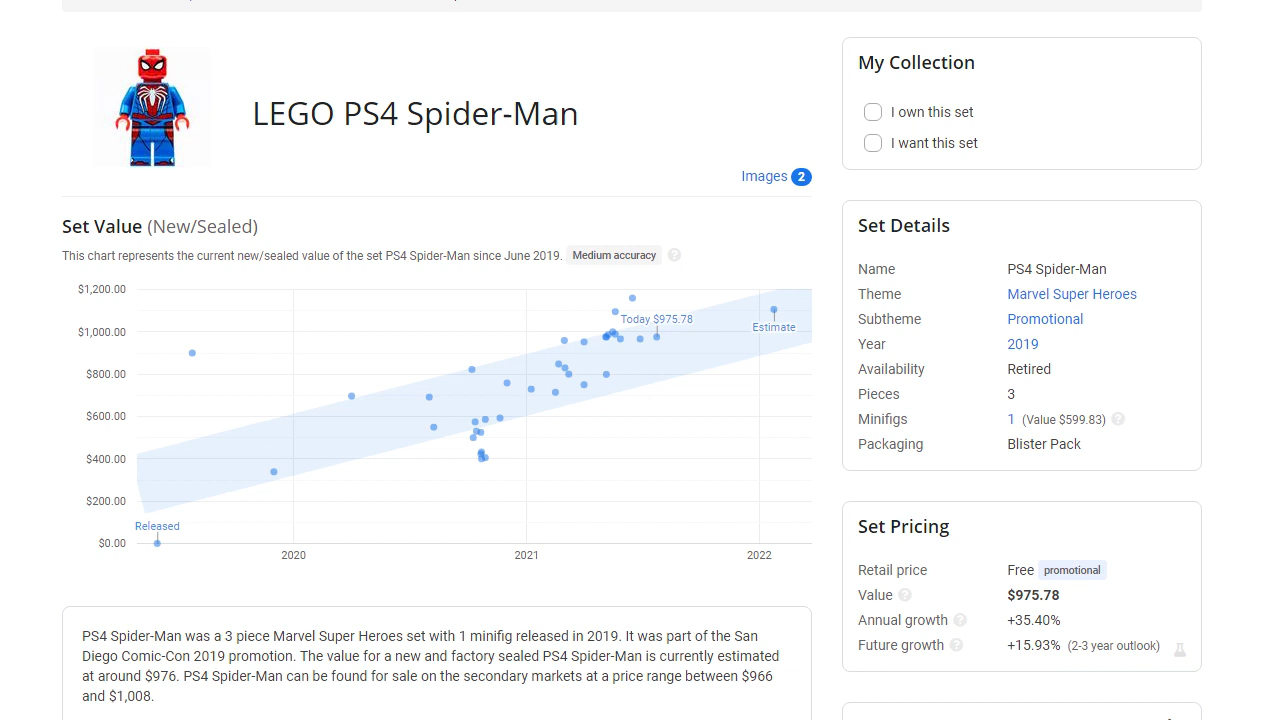 LEGO PS4 Spider-Man
Images 2
Set Value (New/Sealed)
This chart represents the current new/sealed value of the set PS4 Spider-Man since June 2019. Medium accuracy ?
$1,200.00
$1,000.00
$800.00
$600.00
$400.00
$200.00
$0.00
Today $975.78
Estimate
Released
2020 2021 2022
PS4 Spider-Man was a 3 piece Marvel Super Heroes set with 1 minifig released in 2019. It was part of the San
Diego Comic-Con 2019 promotion. The value for a new and factory sealed PS4 Spider-Man is currently estimated
at around $976. PS4 Spider-Man can be found for sale on the secondary markets at a price range between $966
and $1,008.
My Collection
I own this set
I want this set
Set Details
Name PS4 Spider-Man
Theme Marvel Super Heroes
Subtheme Promotional
Year 2019
Availability Retired
Pieces 3
Minifigs 1 (Value $599.83) ?
Packaging Blister Pack
Set Pricing
Retail price Free promotional
Value ? $975.78
Annual growth ? +35.40%
Future growth ? +15.93% (2-3 year outlook)